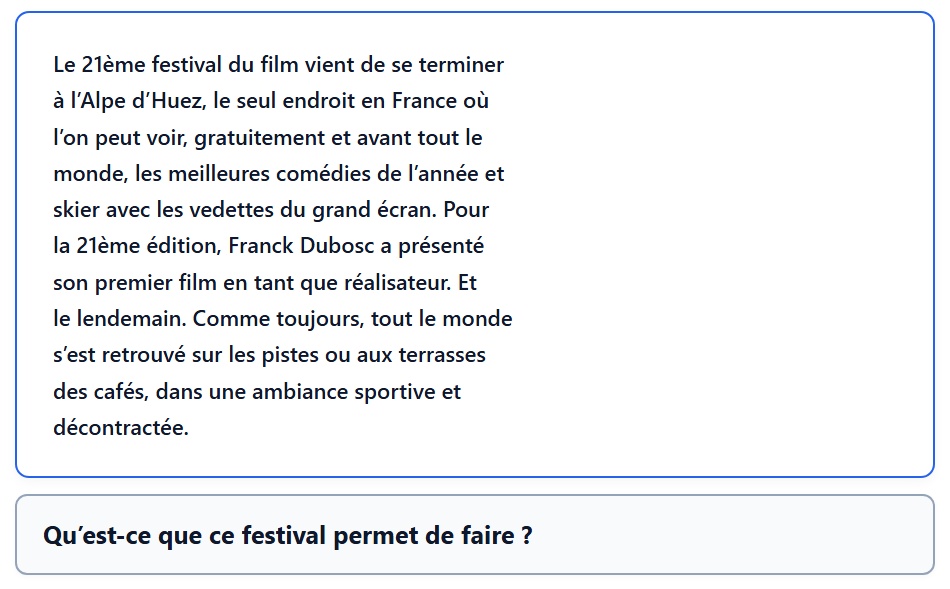 Le 21ème festival du film vient de se terminer
à l’Alpe d’Huez, le seul endroit en France où
l’on peut voir, gratuitement et avant tout le
monde, les meilleures comédies de l’année et
skier avec les vedettes du grand écran. Pour
la 21ème édition, Franck Dubosc a présenté
son premier film en tant que réalisateur. Et
le lendemain. Comme toujours, tout le monde
s’est retrouvé sur les pistes ou aux terrasses
des cafés, dans une ambiance sportive et
décontractée.
Qu’est-ce que ce festival permet de faire ?